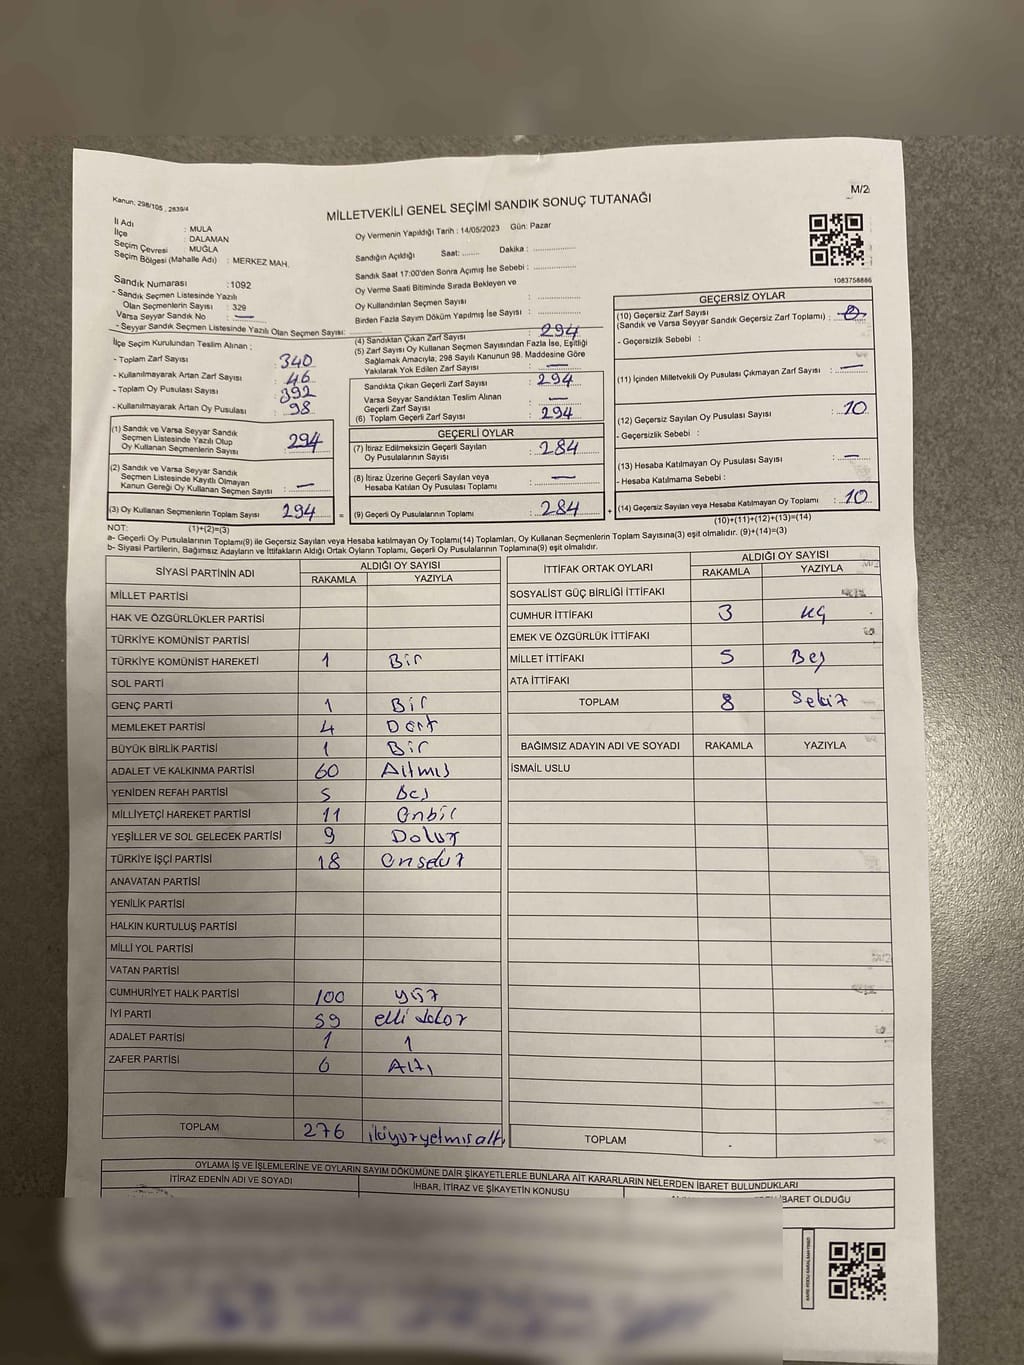 Kanun, 298/105 , 2839/4
MİLLETVEKİLİ GENEL SEÇİMİ SANDIK SONUÇ TUTANAĞI
M/2
İl Adı : MULA
İlçe : DALAMAN
Seçim Çevresi : MUĞLA
Seçim Bölgesi (Mahalle Adı) : MERKEZ MAH.
Sandık Numarası : 1092
- Sandık Seçmen Listesinde Yazılı
Olan Seçmenlerin Sayısı : 329
Varsa Seyyar Sandık No : —
- Seyyar Sandık Seçmen Listesinde Yazılı Olan Seçmen Sayısı:
Oy Vermenin Yapıldığı Tarih : 14/05/2023 Gün: Pazar
Sandığın Açıldığı Saat: ........ Dakika : ................
Sandık Saat 17:00'den Sonra Açımış İse Sebebi : ................
Oy Verme Saati Bitiminde Sırada Bekleyen ve
Oy Kullandırılan Seçmen Sayısı : ................
Birden Fazla Sayım Döküm Yapılmış İse Sayısı : ................
1083758886
İlçe Seçim Kurulundan Teslim Alınan :
- Toplam Zarf Sayısı : 340
- Kullanılmayarak Artan Zarf Sayısı : 46
- Toplam Oy Pusulası Sayısı : 392
- Kullanılmayarak Artan Oy Pusulası : 98
(1) Sandık ve Varsa Seyyar Sandık
Seçmen Listesinde Yazılı Olup
Oy Kullanan Seçmenlerin Sayısı : 294
(2) Sandık ve Varsa Seyyar Sandık
Seçmen Listesinde Kayıtlı Olmayan
Kanun Gereği Oy Kullanan Seçmen Sayısı : —
(3) Oy Kullanan Seçmenlerin Toplam Sayısı : 294 =
(4) Sandıktan Çıkan Zarf Sayısı : 294
(5) Zarf Sayısı Oy Kullanan Seçmen Sayısından Fazla İse, Eşitliği
Sağlamak Amacıyla; 298 Sayılı Kanunun 98. Maddesine Göre
Yakılarak Yok Edilen Zarf Sayısı : —
Sandıkta Çıkan Geçerli Zarf Sayısı : 294
Varsa Seyyar Sandıktan Teslim Alınan
Geçerli Zarf Sayısı : —
(6) Toplam Geçerli Zarf Sayısı : 294
GEÇERLİ OYLAR
(7) İtiraz Edilmeksizin Geçerli Sayılan
Oy Pusulalarının Sayısı : 284
(8) İtiraz Üzerine Geçerli Sayılan veya
Hesaba Katılan Oy Pusulası Toplamı : —
(9) Geçerli Oy Pusulalarının Toplamı : 284 +
GEÇERSİZ OYLAR
(10) Geçersiz Zarf Sayısı
(Sandık ve Varsa Seyyar Sandık Geçersiz Zarf Toplamı) :
- Geçersizlik Sebebi :
(11) İçinden Milletvekili Oy Pusulası Çıkmayan Zarf Sayısı : —
(12) Geçersiz Sayılan Oy Pusulası Sayısı : 10
- Geçersizlik Sebebi :
(13) Hesaba Katılmayan Oy Pusulası Sayısı : —
- Hesaba Katılmama Sebebi :
(14) Geçersiz Sayılan veya Hesaba Katılmayan Oy Toplamı : 10
NOT: (1)+(2)=(3) (10)+(11)+(12)+(13)=(14)
a- Geçerli Oy Pusulalarının Toplamı(9) ile Geçersiz Sayılan veya Hesaba Katılmayan Oy Toplamı(14) Toplamları, Oy Kullanan Seçmenlerin Toplam Sayısına(3) eşit olmalıdır. (9)+(14)=(3)
b- Siyasi Partilerin, Bağımsız Adayların ve İttifakların Aldığı Ortak Oyların Toplamı, Geçerli Oy Pusulalarının Toplamına(9) eşit olmalıdır.
SİYASİ PARTİNİN ADI ALDIĞI OY SAYISI
RAKAMLA YAZIYLA
MİLLET PARTİSİ
HAK VE ÖZGÜRLÜKLER PARTİSİ
TÜRKİYE KOMÜNİST PARTİSİ
TÜRKİYE KOMÜNİST HAREKETİ 1 Bir
SOL PARTİ
GENÇ PARTİ 1 Bir
MEMLEKET PARTİSİ 4 Dört
BÜYÜK BİRLİK PARTİSİ 1 Bir
ADALET VE KALKINMA PARTİSİ 60 Altmış
YENİDEN REFAH PARTİSİ 5 Beş
MİLLİYETÇİ HAREKET PARTİSİ 11 Onbir
YEŞİLLER VE SOL GELECEK PARTİSİ 9 Dokuz
TÜRKİYE İŞÇİ PARTİSİ 18 Onsekiz
ANAVATAN PARTİSİ
YENİLİK PARTİSİ
HALKIN KURTULUŞ PARTİSİ
MİLLİ YOL PARTİSİ
VATAN PARTİSİ
CUMHURİYET HALK PARTİSİ 100 yüz
İYİ PARTİ 59 elli dokuz
ADALET PARTİSİ 1 1
ZAFER PARTİSİ 6 Altı
TOPLAM 276 ikiyüzyetmişaltı
İTTİFAK ORTAK OYLARI ALDIĞI OY SAYISI
RAKAMLA YAZIYLA
SOSYALİST GÜÇ BİRLİĞİ İTTİFAKI
CUMHUR İTTİFAKI 3 üç
EMEK VE ÖZGÜRLÜK İTTİFAKI
MİLLET İTTİFAKI 5 Beş
ATA İTTİFAKI
TOPLAM 8 Sekiz
BAĞIMSIZ ADAYIN ADI VE SOYADI RAKAMLA YAZIYLA
İSMAİL USLU
TOPLAM
OYLAMA İŞ VE İŞLEMLERİNE VE OYLARIN SAYIM DÖKÜMÜNE DAİR ŞİKAYETLERLE BUNLARA AİT KARARLARIN NELERDEN İBARET BULUNDUKLARI
İTİRAZ EDENİN ADI VE SOYADI
İHBAR, İTİRAZ VE ŞİKAYETİN KONUSU
İBARET OLDUĞU